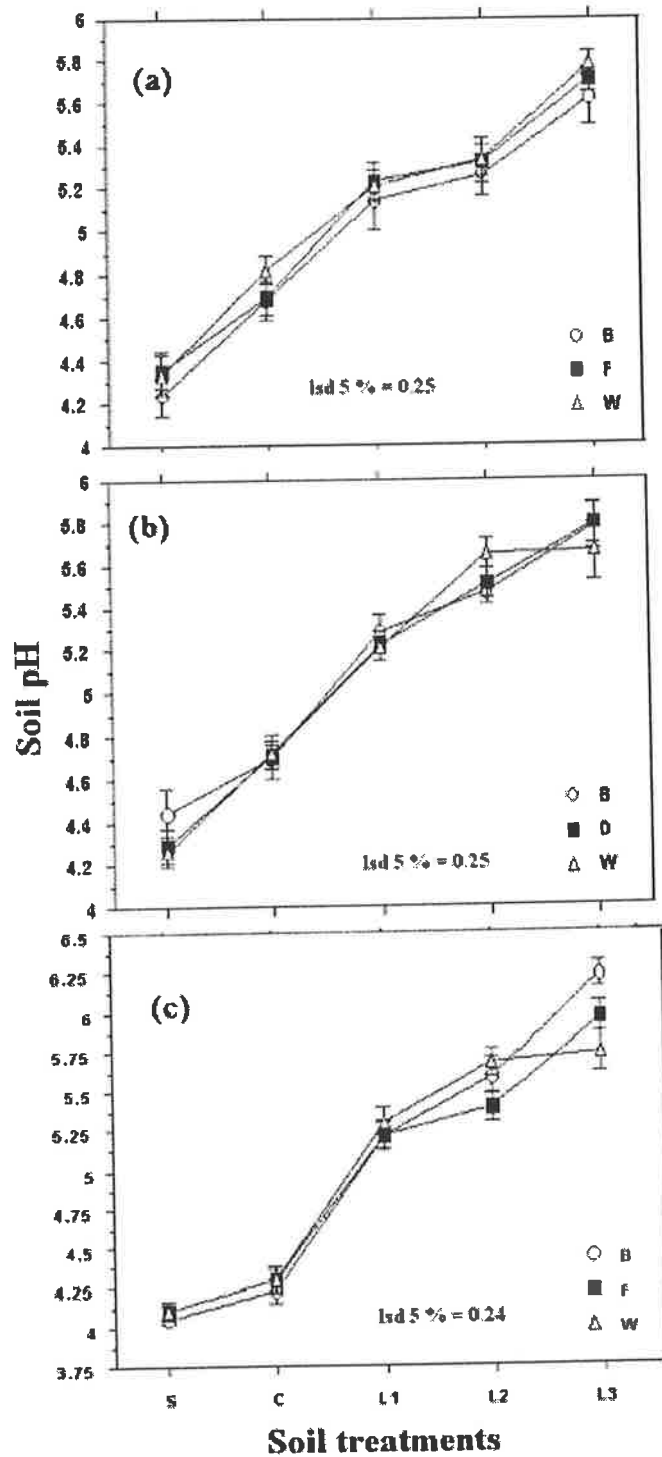 6
(a)
5.8
5.6
5.4
5.2
5
4.8
4.6
4.4
4.2
4
B
F
W
lsd 5 % = 0.25
6
(b)
5.8
5.6
5.4
5.2
5
4.8
4.6
4.4
4.2
4
B
D
W
lsd 5 % = 0.25
Soil pH
6.5
6.25
(c)
6
5.75
5.5
5.25
5
4.75
4.5
4.25
4
3.75
B
F
W
lsd 5 % = 0.24
S C L1 L2 L3
Soil treatments